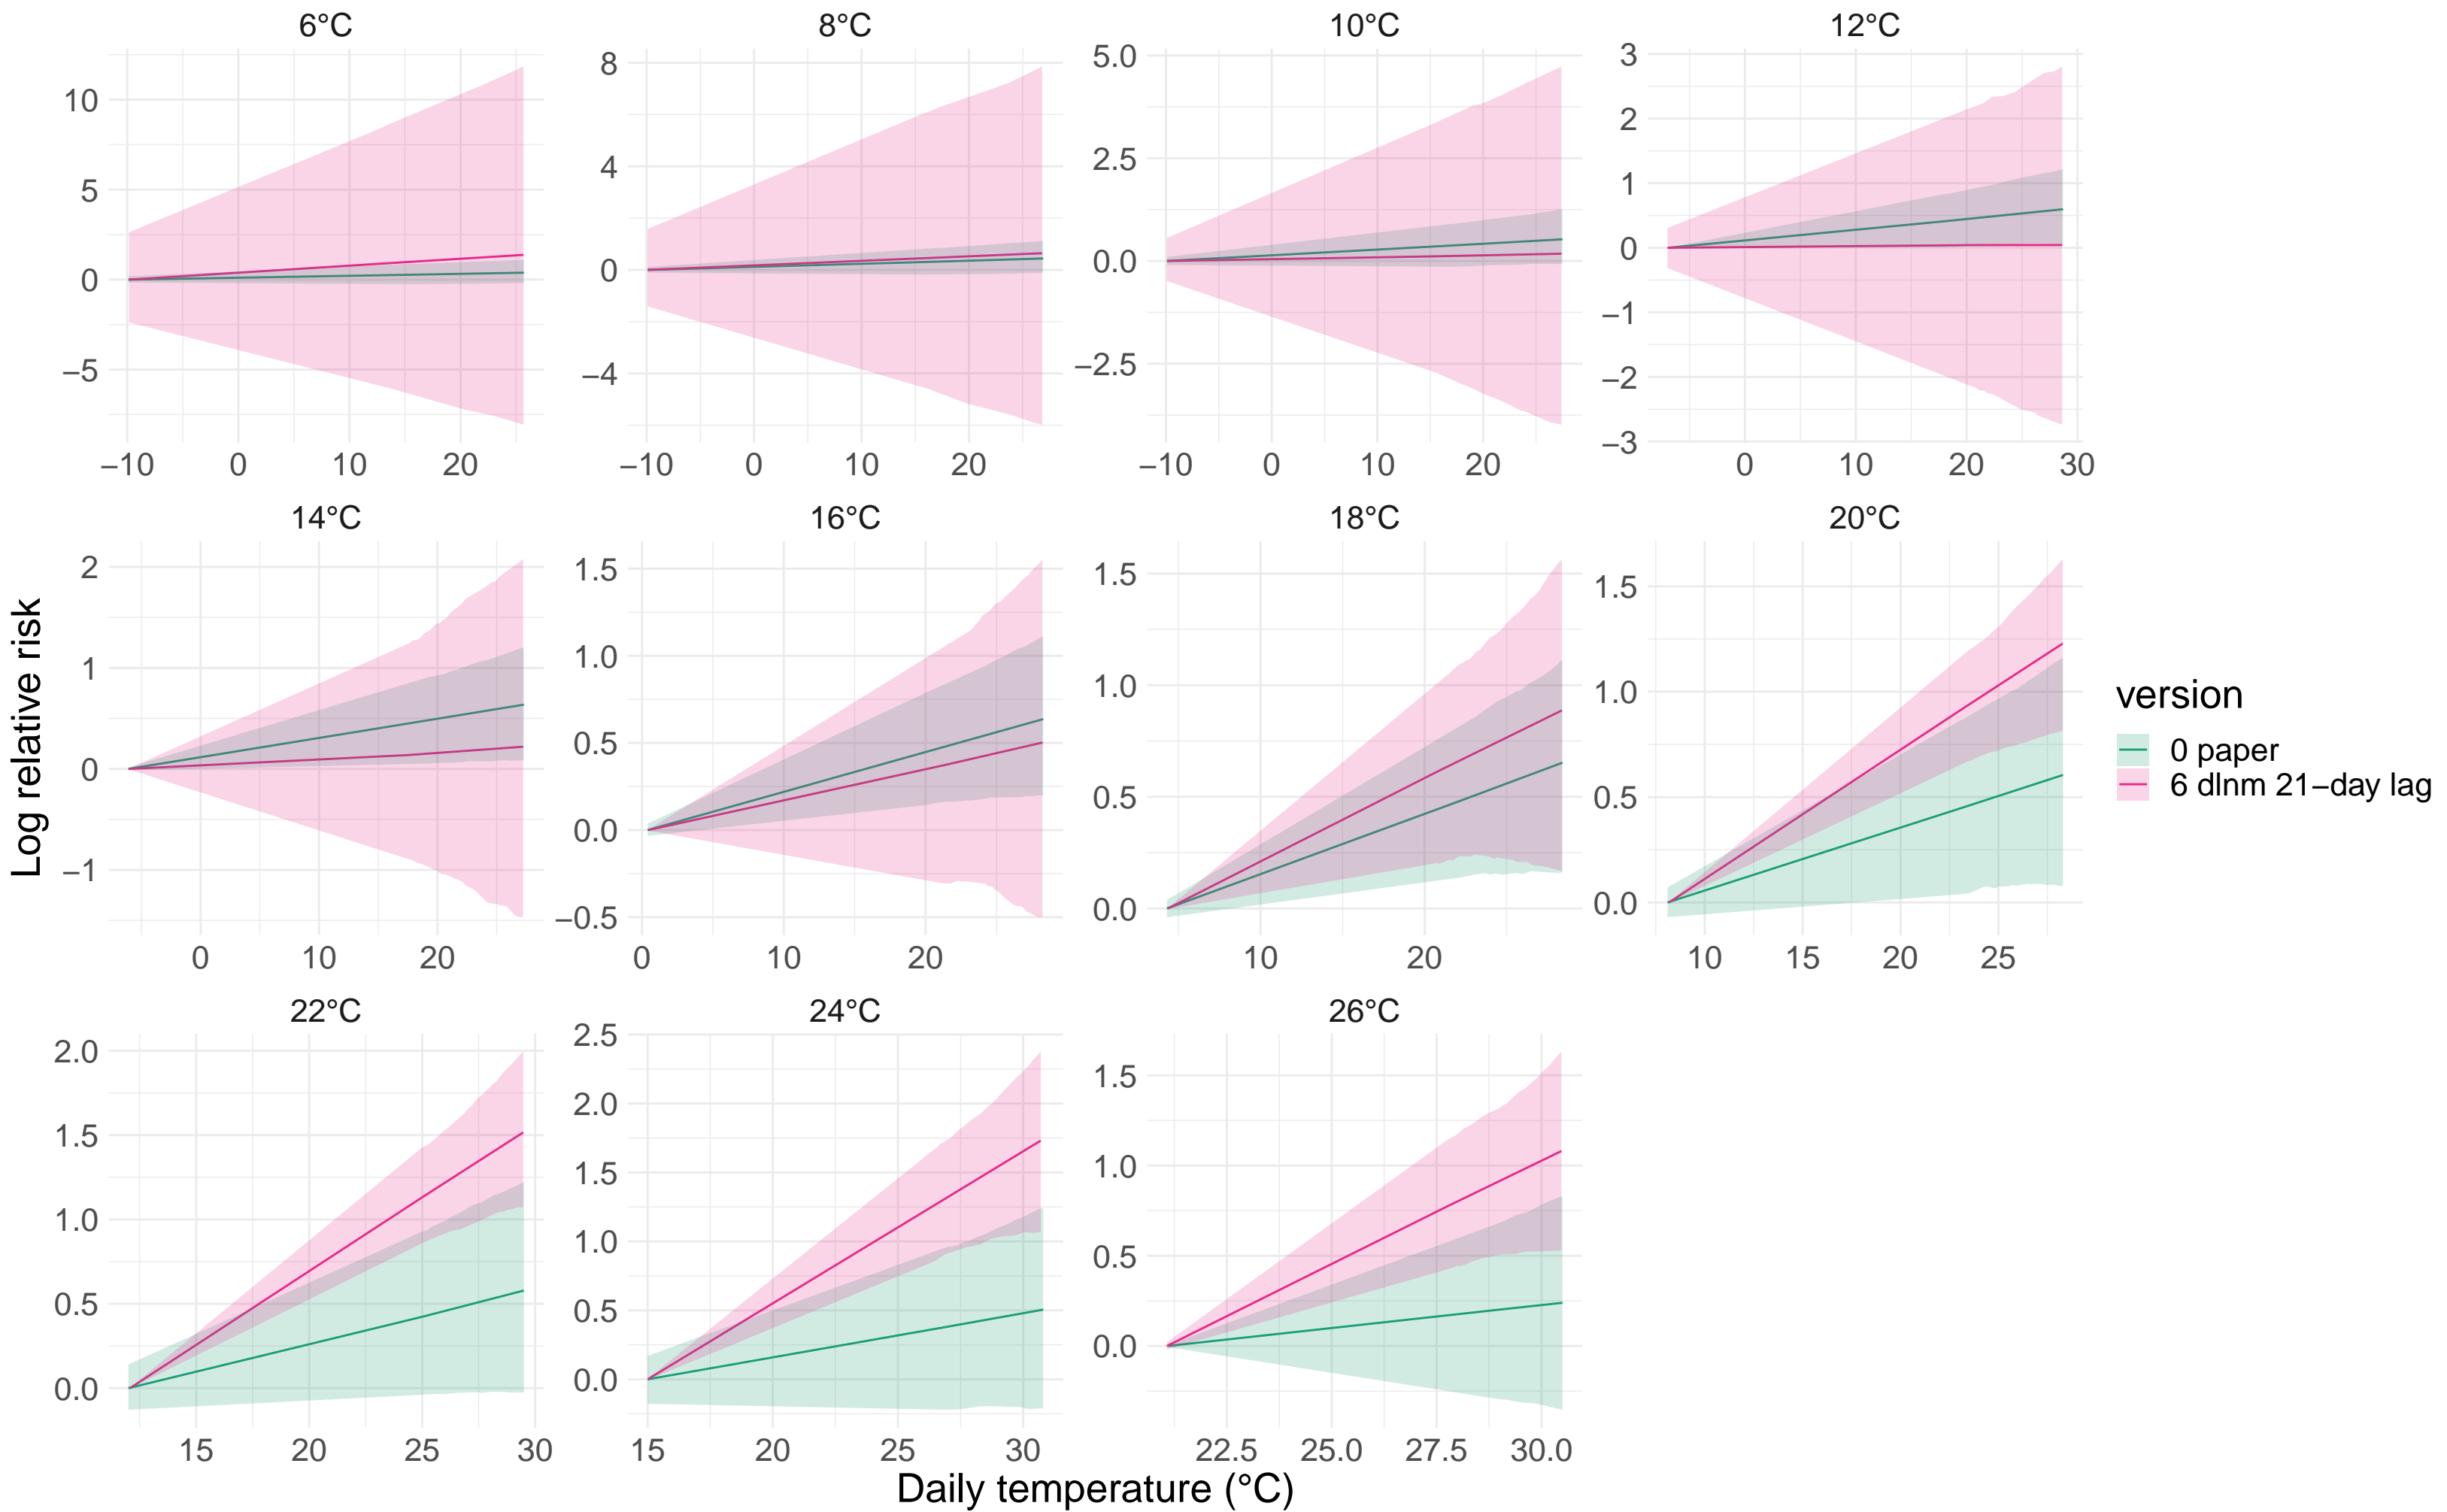 6°C 8°C 10°C 12°C
10 5 0 −5
8 4 0 −4
5.0 2.5 0.0 −2.5
3 2 1 0 −1 −2 −3
−10 0 10 20 −10 0 10 20 −10 0 10 20 0 10 20 30
14°C 16°C 18°C 20°C
Log relative risk
2 1 0 −1
1.5 1.0 0.5 0.0 −0.5
1.5 1.0 0.5 0.0
1.5 1.0 0.5 0.0
0 10 20 0 10 20 10 20 10 15 20 25
version
0 paper
6 dlnm 21−day lag
22°C 24°C 26°C
2.0 1.5 1.0 0.5 0.0
2.5 2.0 1.5 1.0 0.5 0.0
1.5 1.0 0.5 0.0
15 20 25 30 15 20 25 30 22.5 25.0 27.5 30.0
Daily temperature (°C)